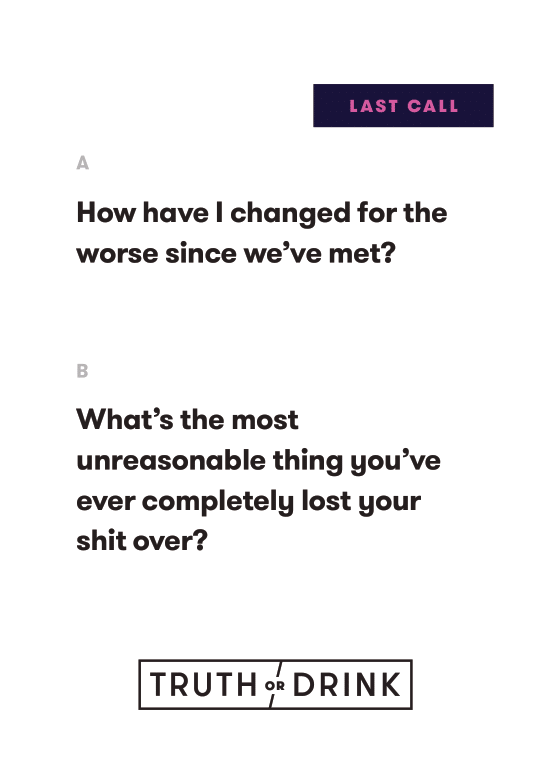 LAST CALL
A
How have I changed for the
worse since we’ve met?
B
What’s the most
unreasonable thing you’ve
ever completely lost your
shit over?
TRUTH OR DRINK